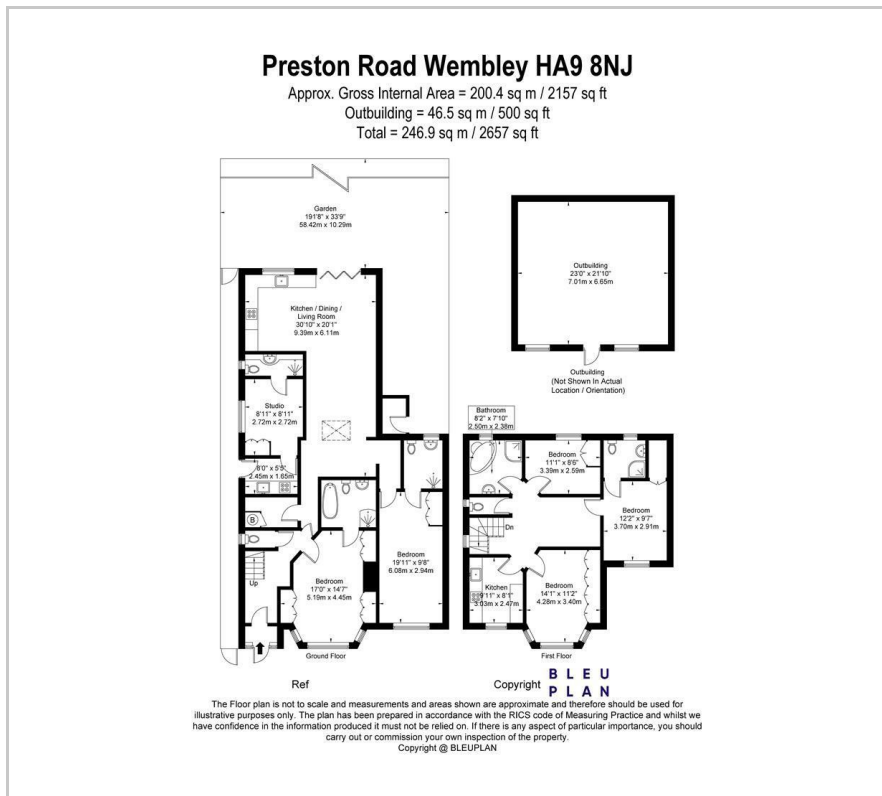 Preston Road Wembley HA9 8NJ
Approx. Gross Internal Area = 200.4 sq m / 2157 sq ft
Outbuilding = 46.5 sq m / 500 sq ft
Total = 246.9 sq m / 2657 sq ft
Garden
191'8" x 33'9"
58.42m x 10.29m
Outbuilding
23'0" x 21'10"
7.01m x 6.65m
Outbuilding
(Not Shown In Actual
Location / Orientation)
Kitchen / Dining /
Living Room
30'10" x 20'1"
9.39m x 6.11m
Studio
8'11" x 8'11"
2.72m x 2.72m
8'0" x 5'5"
2.45m x 1.65m
B
Up
Bedroom
17'0" x 14'7"
5.19m x 4.45m
Bedroom
19'11" x 9'8"
6.08m x 2.94m
Ground Floor
Bathroom
8'2" x 7'10"
2.50m x 2.38m
Bedroom
11'1" x 8'6"
3.39m x 2.59m
Bedroom
12'2" x 9'7"
3.70m x 2.91m
Dn
Kitchen
9'11" x 8'1"
3.03m x 2.47m
Bedroom
14'1" x 11'2"
4.28m x 3.40m
First Floor
Ref
Copyright
BLEU
PLAN
The Floor plan is not to scale and measurements and areas shown are approximate and therefore should be used for
illustrative purposes only. The plan has been prepared in accordance with the RICS code of Measuring Practice and whilst we
have confidence in the information produced it must not be relied on. If there is any aspect of particular importance, you should
carry out or commission your own inspection of the property.
Copyright @ BLEUPLAN